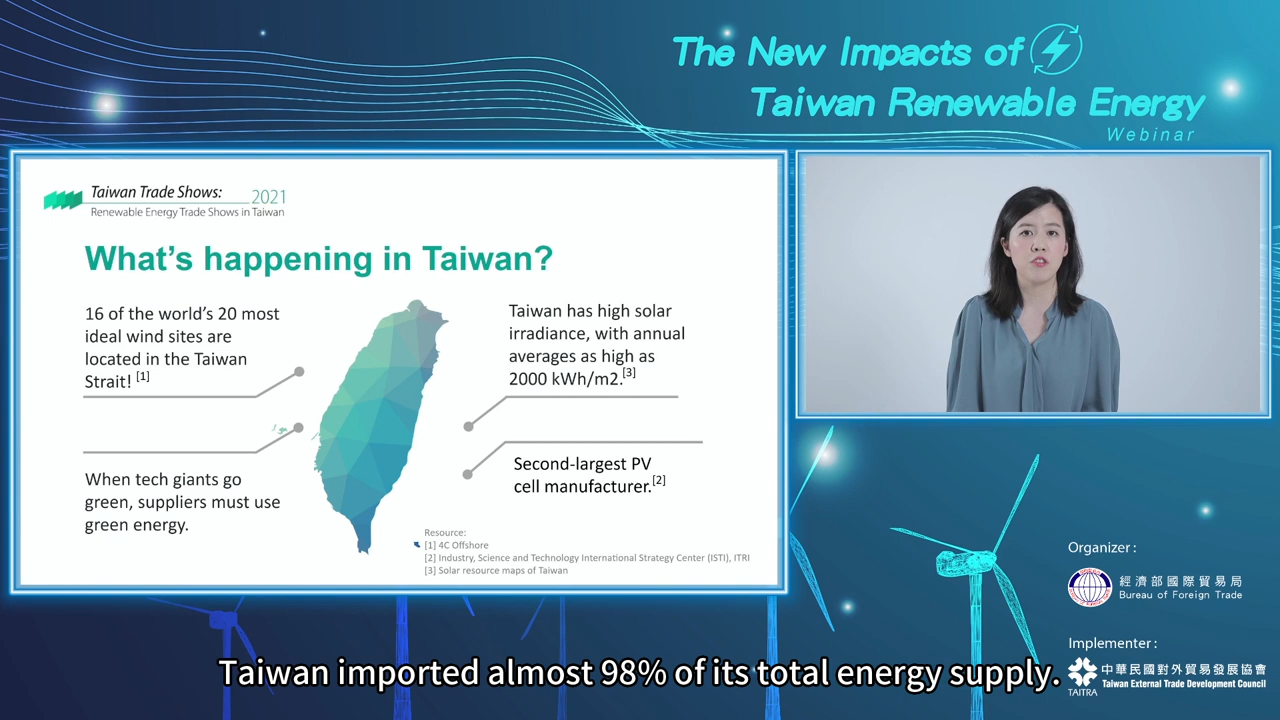 The New Impacts of
Taiwan Renewable Energy
Webinar
Taiwan Trade Shows: 2021
Renewable Energy Trade Shows in Taiwan
What's happening in Taiwan?
16 of the world's 20 most
ideal wind sites are
located in the Taiwan
Strait! [1]
When tech giants go
green, suppliers must use
green energy.
Taiwan has high solar
irradiance, with annual
averages as high as
2000 kWh/m2.[3]
Second-largest PV
cell manufacturer.[2]
Resource:
[1] 4C Offshore
[2] Industry, Science and Technology International Strategy Center (ISTI), ITRI
[3] Solar resource maps of Taiwan
Organizer :
經濟部國際貿易局
Bureau of Foreign Trade
Implementer :
中華民國對外貿易發展協會
Taiwan External Trade Development Council
TAITRA
Taiwan imported almost 98% of its total energy supply.